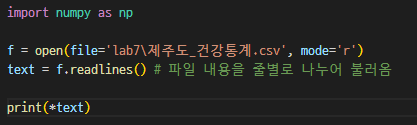 import numpy as np
f = open(file='lab7\제주도_건강통계.csv', mode='r')
text = f.readlines() # 파일 내용을 줄별로 나누어 불러옴
print(*text)